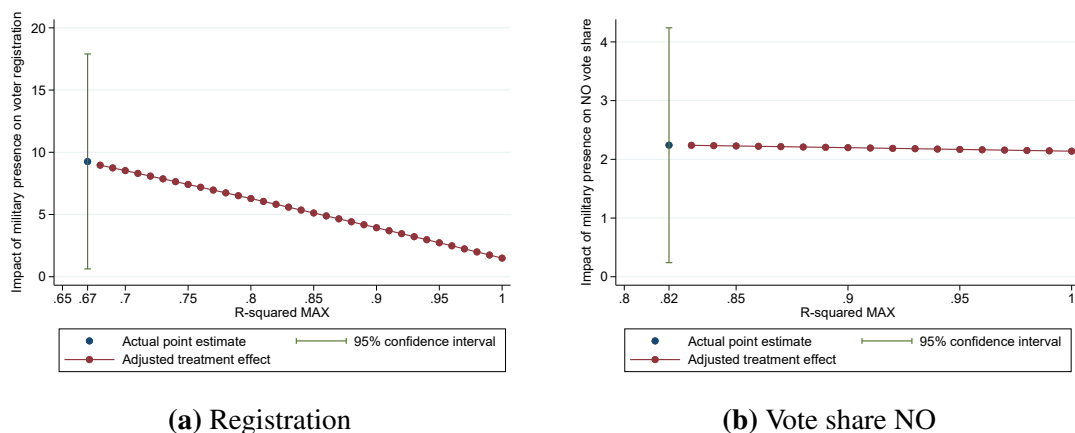 Impact of military presence on voter registration
20
15
10
5
0
.65 .67 .7 .75 .8 .85 .9 .95 1
R-squared MAX
Actual point estimate
95% confidence interval
Adjusted treatment effect
(a) Registration
Impact of military presence on NO vote share
4
3
2
1
0
.8 .82 .85 .9 .95 1
R-squared MAX
Actual point estimate
95% confidence interval
Adjusted treatment effect
(b) Vote share NO